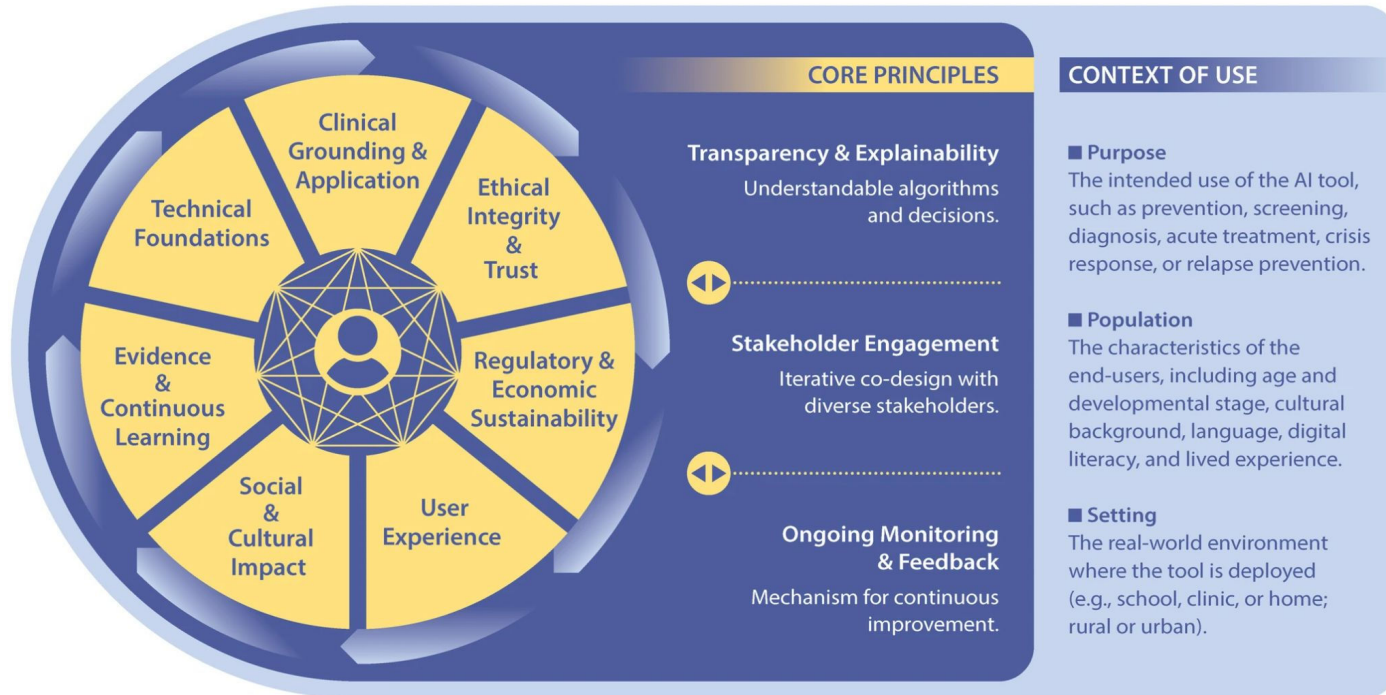 Clinical
Grounding &
Application
Ethical
Integrity
&
Trust
Regulatory &
Economic
Sustainability
User
Experience
Social
&
Cultural
Impact
Evidence
&
Continuous
Learning
Technical
Foundations
CORE PRINCIPLES
Transparency & Explainability
Understandable algorithms
and decisions.
Stakeholder Engagement
Iterative co-design with
diverse stakeholders.
Ongoing Monitoring
& Feedback
Mechanism for continuous
improvement.
CONTEXT OF USE
■ Purpose
The intended use of the AI tool,
such as prevention, screening,
diagnosis, acute treatment, crisis
response, or relapse prevention.
■ Population
The characteristics of the
end-users, including age and
developmental stage, cultural
background, language, digital
literacy, and lived experience.
■ Setting
The real-world environment
where the tool is deployed
(e.g., school, clinic, or home;
rural or urban).